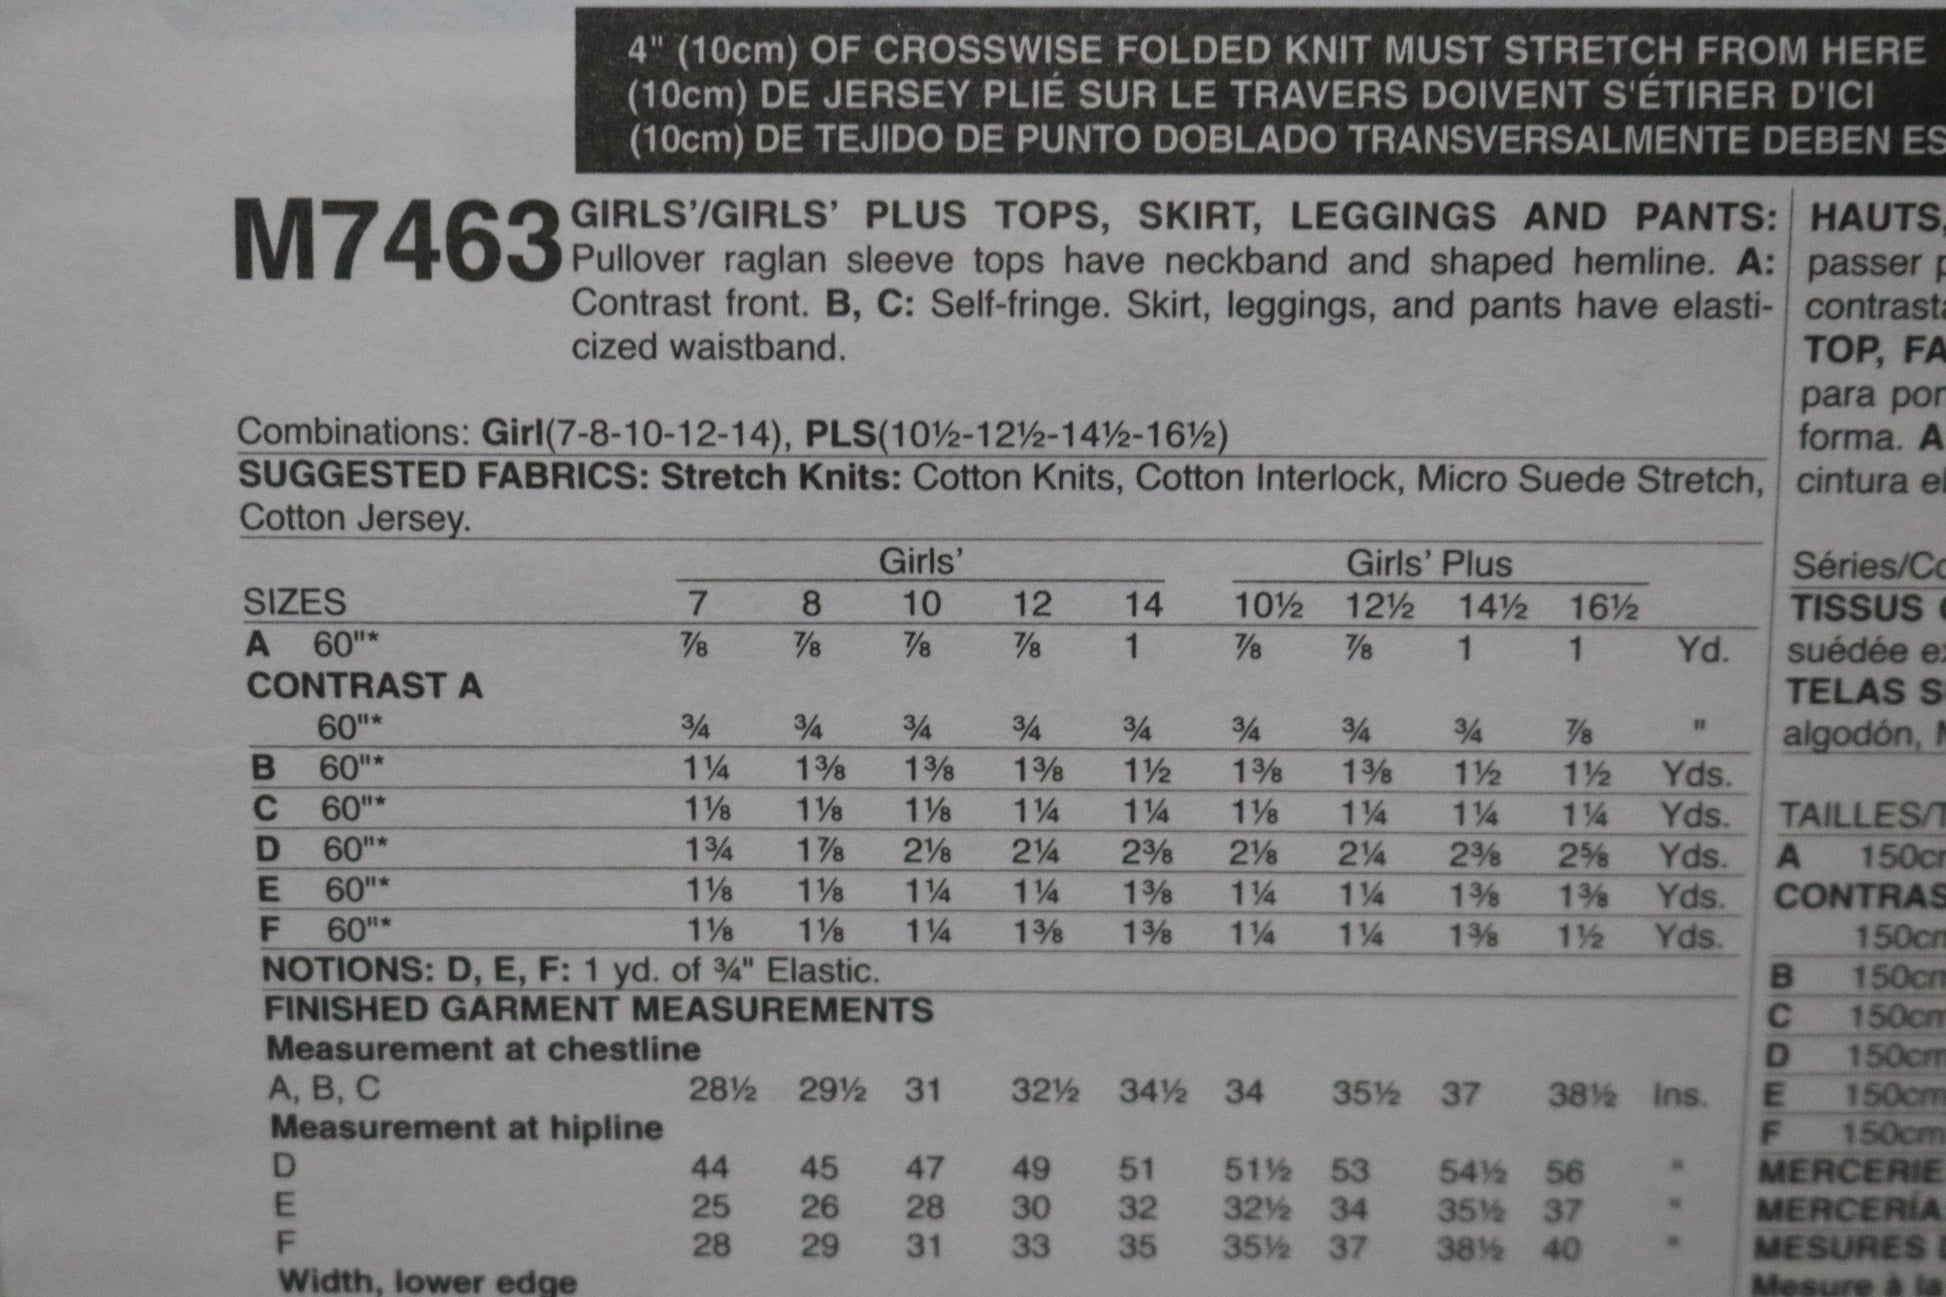 4" (10cm) OF CROSSWISE FOLDED KNIT MUST STRETCH FROM HERE
(10cm) DE JERSEY PLIÉ SUR LE TRAVERS DOIVENT S'ÉTIRER D'ICI
(10cm) DE TEJIDO DE PUNTO DOBLADO TRANSVERSALMENTE DEBEN ES
M7463 GIRLS'/GIRLS' PLUS TOPS, SKIRT, LEGGINGS AND PANTS:
Pullover raglan sleeve tops have neckband and shaped hemline. A:
Contrast front. B, C: Self-fringe. Skirt, leggings, and pants have elasti-
cized waistband.
Combinations: Girl(7-8-10-12-14), PLS(10½-12½-14½-16½)
SUGGESTED FABRICS: Stretch Knits: Cotton Knits, Cotton Interlock, Micro Suede Stretch,
Cotton Jersey.
Girls' Girls' Plus
SIZES 7 8 10 12 14 10½ 12½ 14½ 16½
A 60"* ⅞ ⅞ ⅞ ⅞ 1 ⅞ ⅞ 1 1 Yd.
CONTRAST A
60"* ¾ ¾ ¾ ¾ ¾ ¾ ¾ ¾ ⅞ "
B 60"* 1¼ 1⅜ 1⅜ 1⅜ 1½ 1⅜ 1⅜ 1½ 1½ Yds.
C 60"* 1⅛ 1⅛ 1⅛ 1¼ 1¼ 1⅛ 1¼ 1¼ 1¼ Yds.
D 60"* 1¾ 1⅞ 2⅛ 2¼ 2⅜ 2⅛ 2¼ 2⅜ 2⅝ Yds.
E 60"* 1⅛ 1⅛ 1¼ 1¼ 1⅜ 1¼ 1¼ 1⅜ 1⅜ Yds.
F 60"* 1⅛ 1⅛ 1¼ 1⅜ 1⅜ 1¼ 1¼ 1⅜ 1½ Yds.
NOTIONS: D, E, F: 1 yd. of ¾" Elastic.
FINISHED GARMENT MEASUREMENTS
Measurement at chestline
A, B, C 28½ 29½ 31 32½ 34½ 34 35½ 37 38½ Ins.
Measurement at hipline
D 44 45 47 49 51 51½ 53 54½ 56 "
E 25 26 28 30 32 32½ 34 35½ 37 "
F 28 29 31 33 35 35½ 37 38½ 40 "
Width, lower edge
HAUTS,
passer p
contrasta
TOP, FA
para por
forma. A
cintura el
Séries/Co
TISSUS
suédée ex
TELAS S
algodón, M
TAILLES/T
A 150cm
CONTRAS
150cm
B 150cm
C 150cm
D 150cm
E 150cm
F 150cm
MERCERIE
MERCERÍA
MESURES
Mesure à la